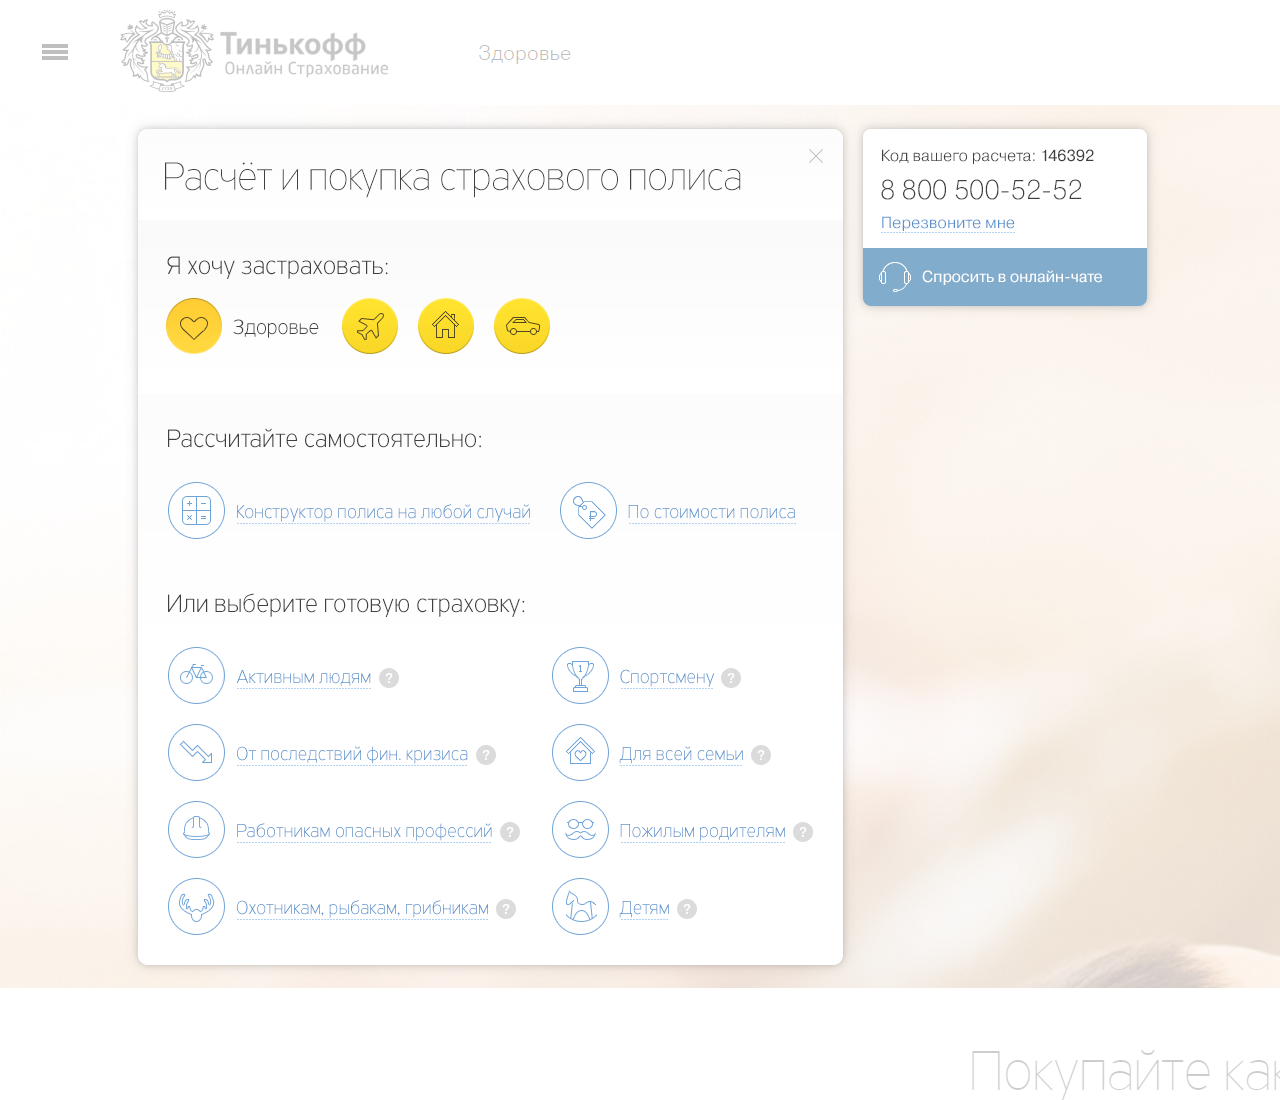 Тинькофф
Онлайн Страхование
Здоровье
Расчёт и покупка страхового полиса
Я хочу застраховать:
Здоровье
Рассчитайте самостоятельно:
Конструктор полиса на любой случай
По стоимости полиса
Или выберите готовую страховку:
Активным людям ?
Спортсмену ?
От последствий фин. кризиса ?
Для всей семьи ?
Работникам опасных профессий ?
Пожилым родителям ?
Охотникам, рыбакам, грибникам ?
Детям ?
Код вашего расчета: 146392
8 800 500-52-52
Перезвоните мне
Спросить в онлайн-чате
Покупайте как